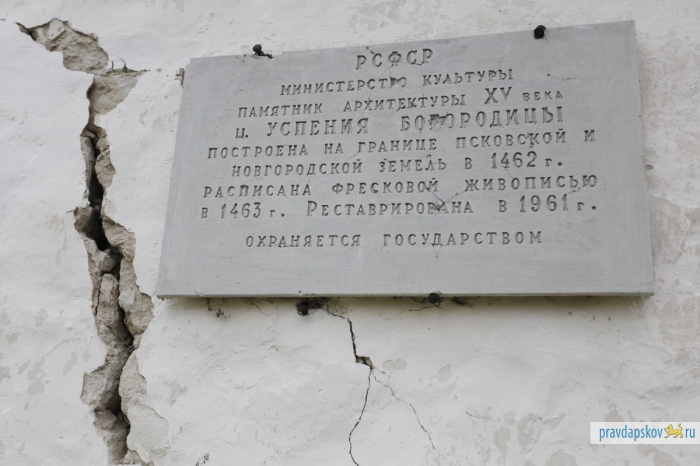 РСФСР
МИНИСТЕРСТВО КУЛЬТУРЫ
ПАМЯТНИК АРХИТЕКТУРЫ XV ВЕКА
Ц. УСПЕНИЯ БОГОРОДИЦЫ
ПОСТРОЕНА НА ГРАНИЦЕ ПСКОВСКОЙ И
НОВГОРОДСКОЙ ЗЕМЕЛЬ В 1462 Г.
РАСПИСАНА ФРЕСКОВОЙ ЖИВОПИСЬЮ
В 1463 Г. РЕСТАВРИРОВАНА В 1961 Г.
ОХРАНЯЕТСЯ ГОСУДАРСТВОМ
pravdapskov.ru